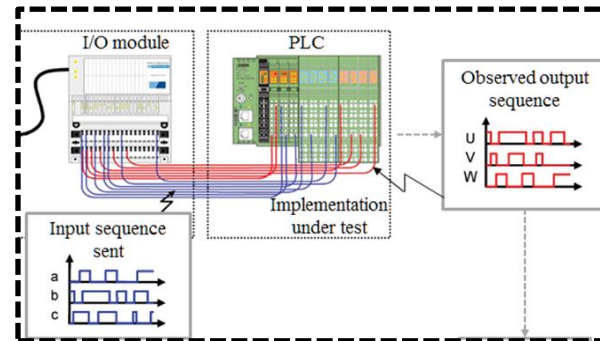 I/O module
PLC
Observed output
sequence
U
V
W
Implementation
under test
Input sequence
sent
a
b
c